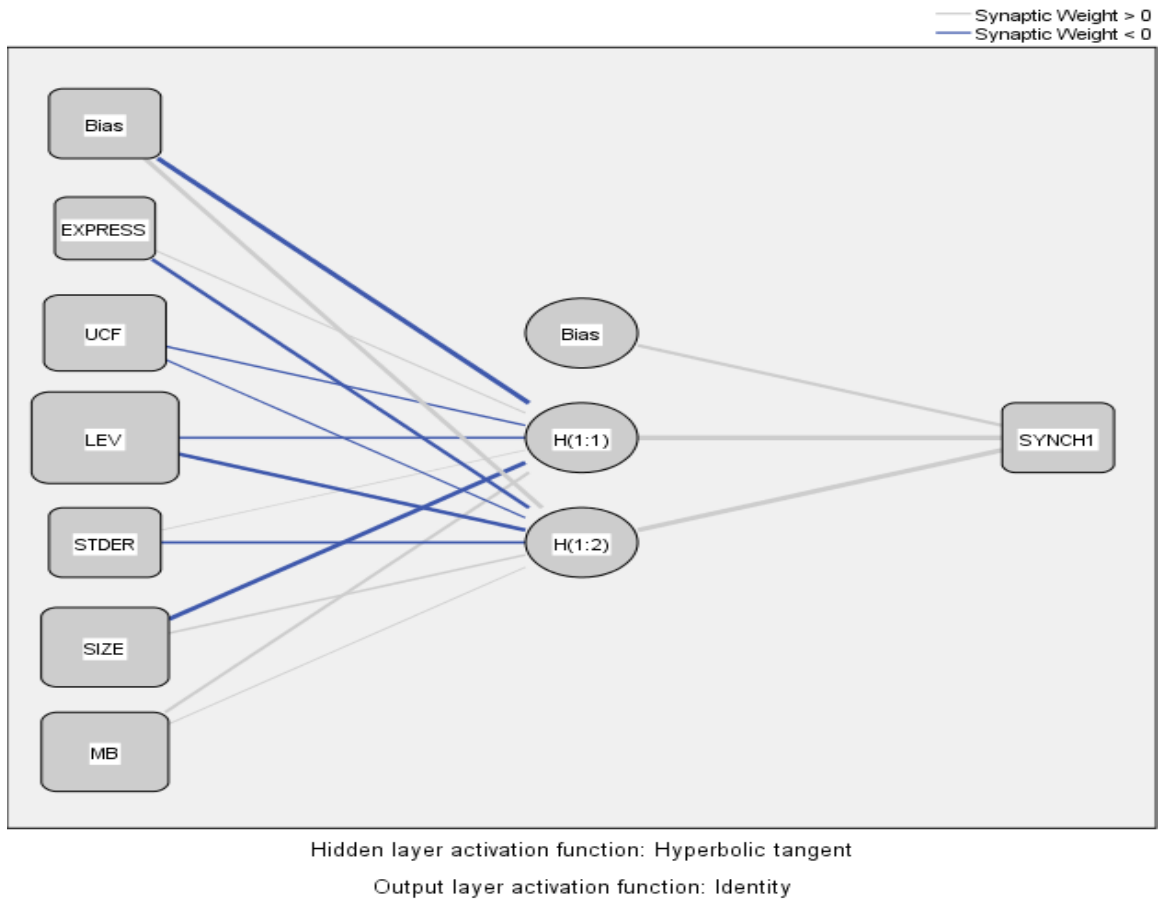 Synaptic Weight > 0
Synaptic Weight < 0
Bias
EXPRESS
UCF
LEV
STDER
SIZE
MB
Bias
H(1:1)
H(1:2)
SYNCH1
Hidden layer activation function: Hyperbolic tangent
Output layer activation function: Identity